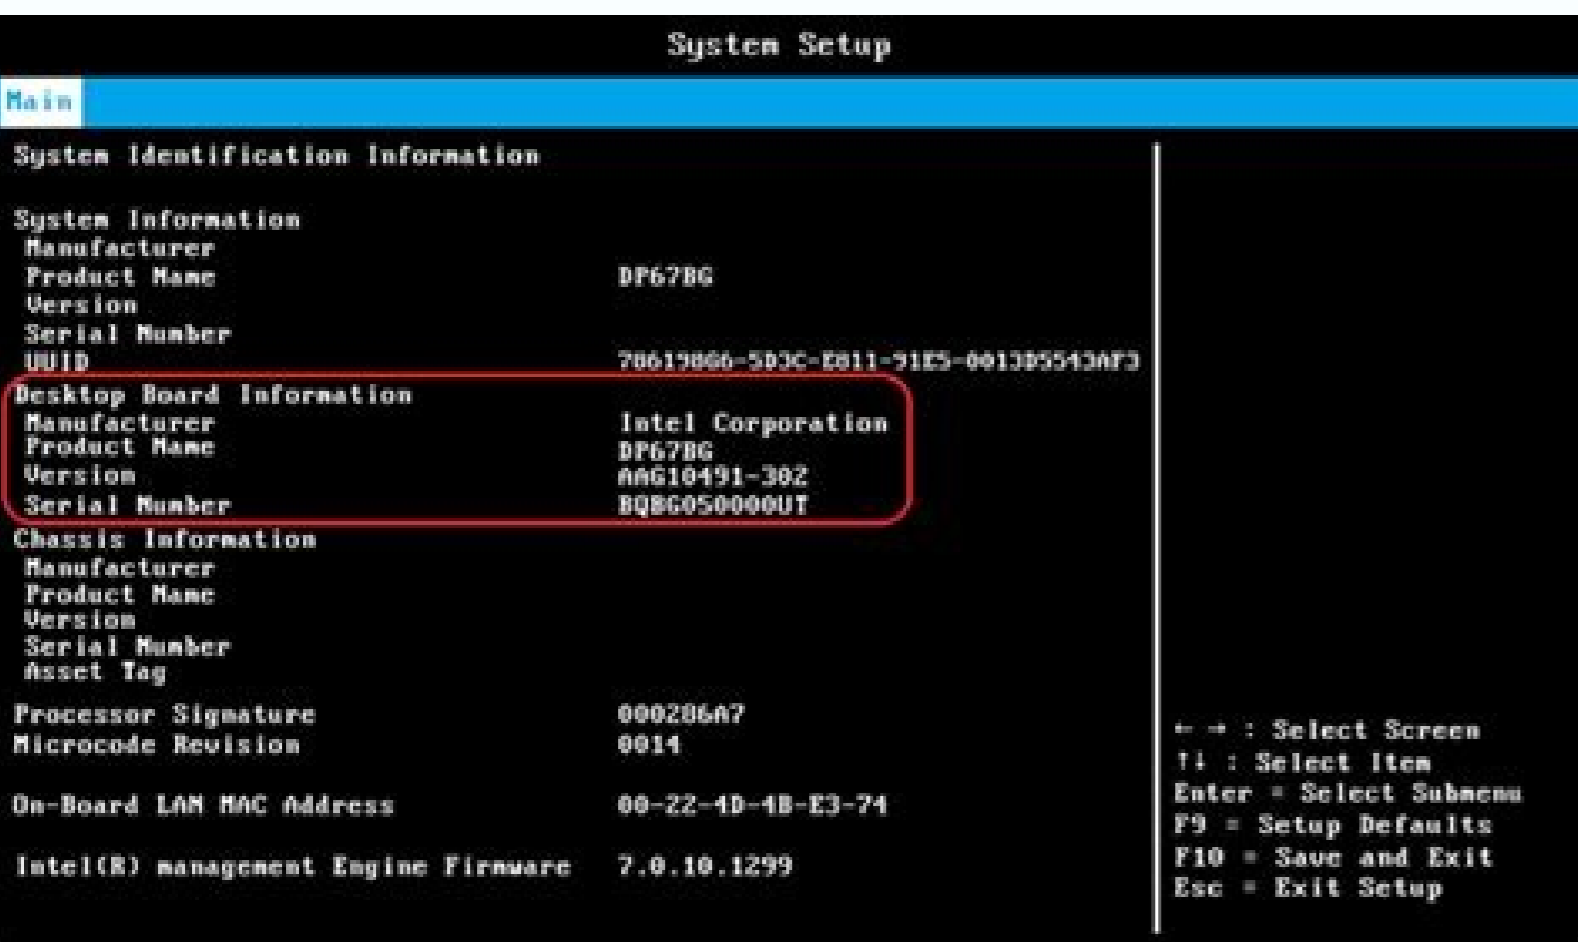 System Setup
Main
System Identification Information
System Information
Manufacturer
Product Name DP67BG
Version
Serial Number
UUID 786198G6-5D3C-E811-91E5-0013D5543AF3
Desktop Board Information
Manufacturer Intel Corporation
Product Name DP67BG
Version AAG10491-302
Serial Number BQBG050000UT
Chassis Information
Manufacturer
Product Name
Version
Serial Number
Asset Tag
Processor Signature 000206A7
Microcode Revision 0014
On-Board LAN MAC Address 00-22-4D-4B-E3-74
Intel(R) management Engine Firmware 7.0.10.1299
← → : Select Screen
↑↓ : Select Item
Enter = Select Submenu
F9 = Setup Defaults
F10 = Save and Exit
Esc = Exit Setup